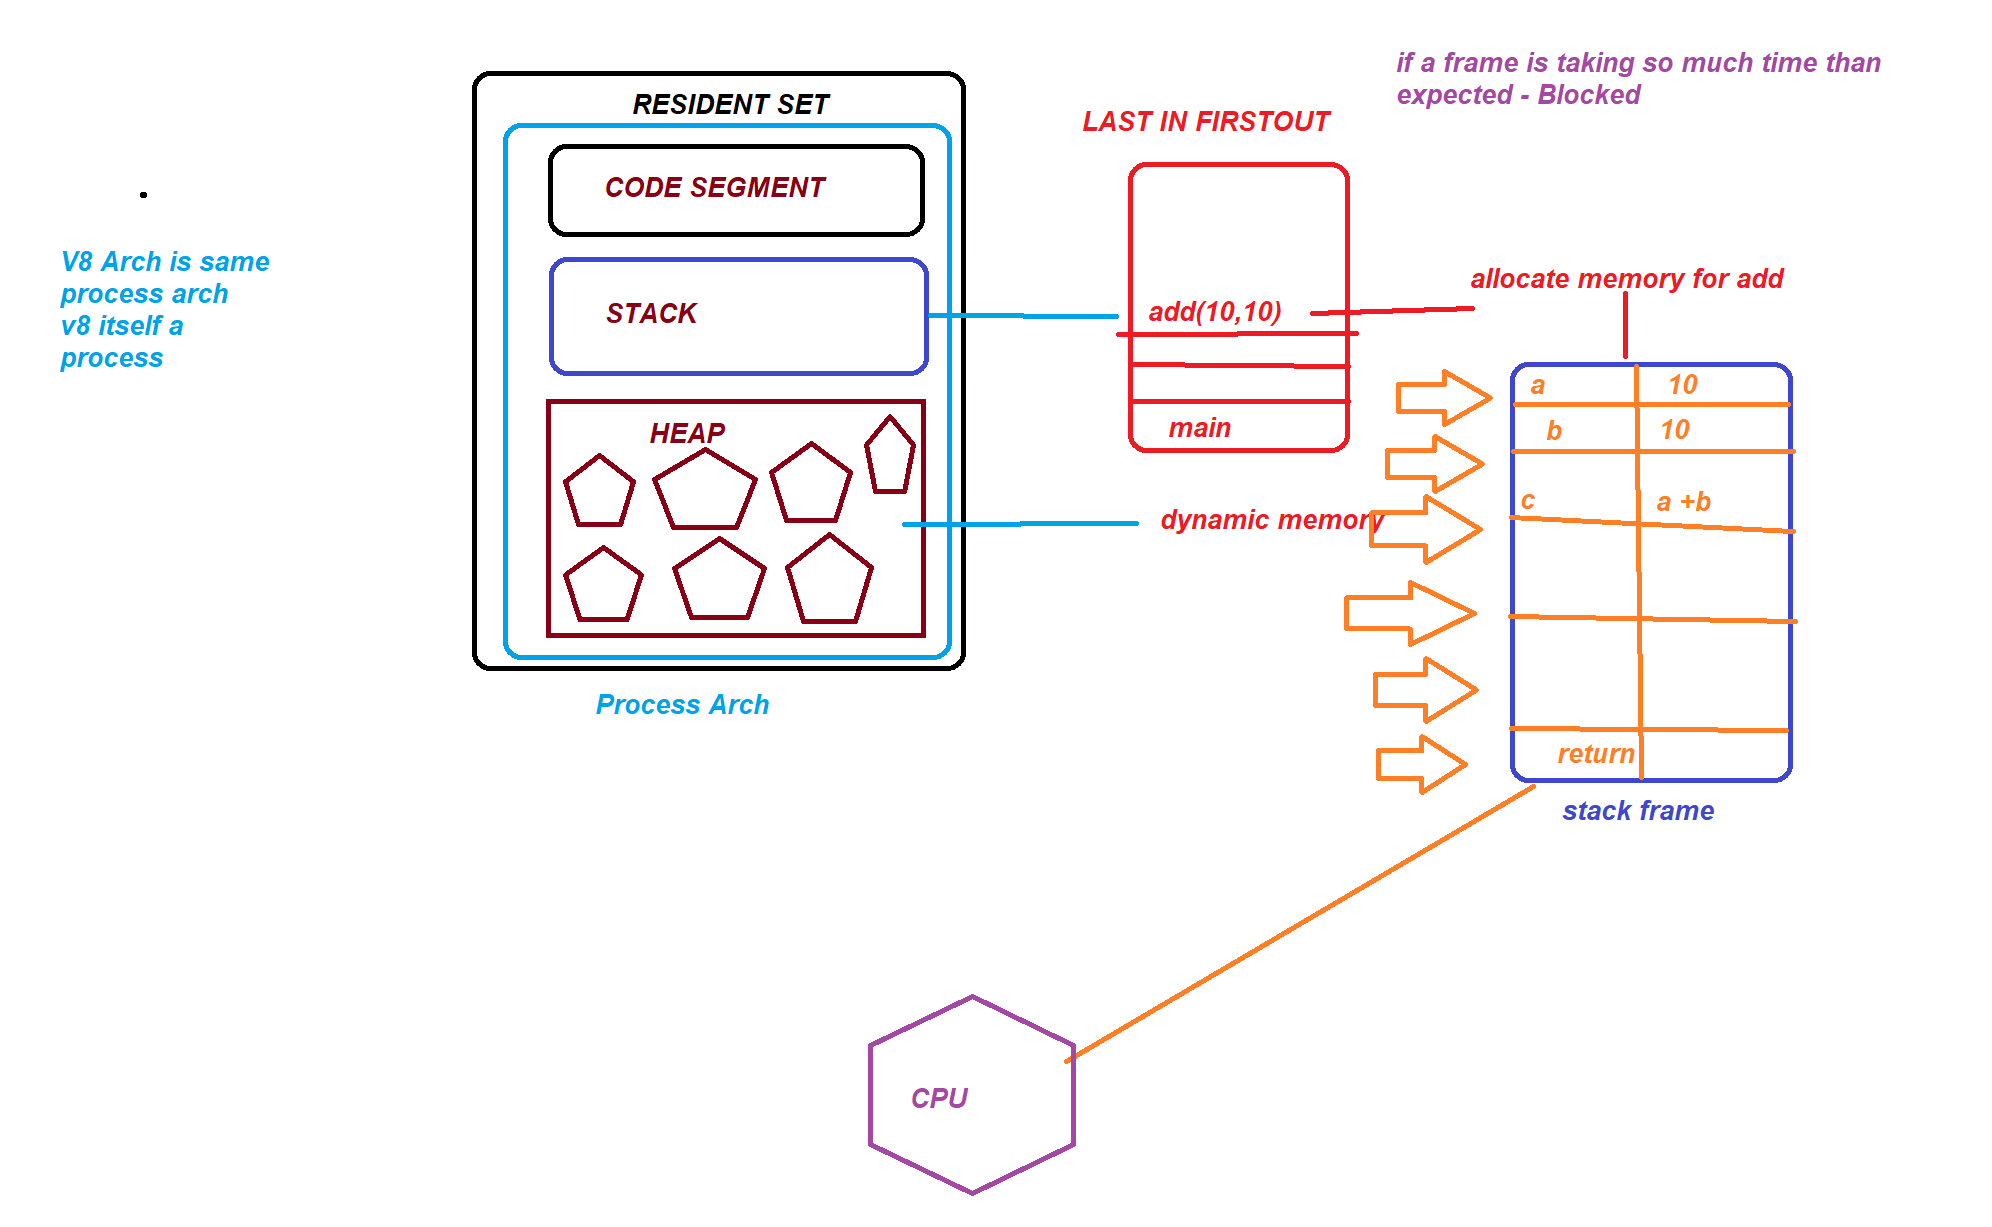 if a frame is taking so much time than
expected - Blocked
RESIDENT SET
LAST IN FIRSTOUT
CODE SEGMENT
V8 Arch is same
process arch
v8 itself a
process
STACK
add(10,10)
allocate memory for add
main
HEAP
dynamic memory
a 10
b 10
c a +b
return
stack frame
Process Arch
CPU